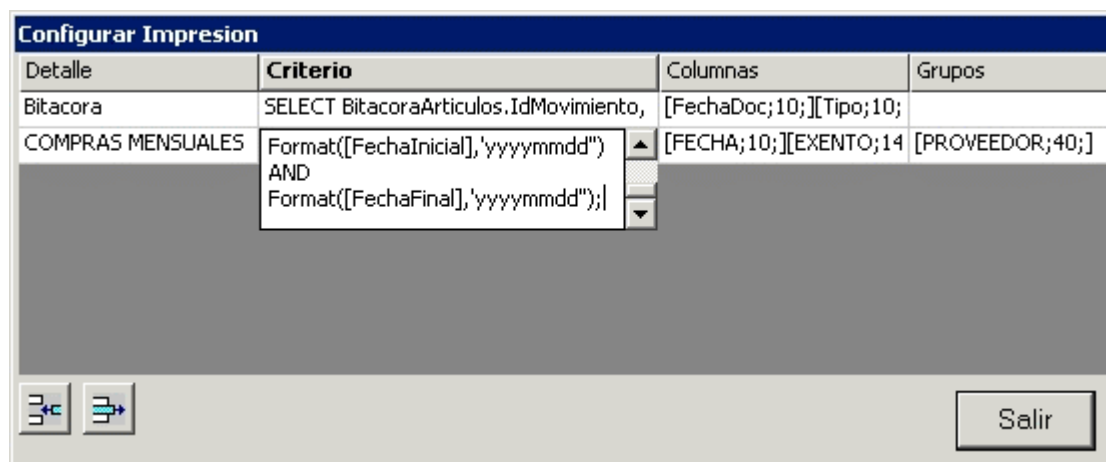 Configurar Impresion
Detalle Criterio Columnas Grupos
Bitacora SELECT BitacoraArticulos.IdMovimiento, [FechaDoc;10;][Tipo;10;
COMPRAS MENSUALES Format([FechaInicial],'yyyymmdd") [FECHA;10;][EXENTO;14 [PROVEEDOR;40;]
AND
Format([FechaFinal],'yyyymmdd");
Salir